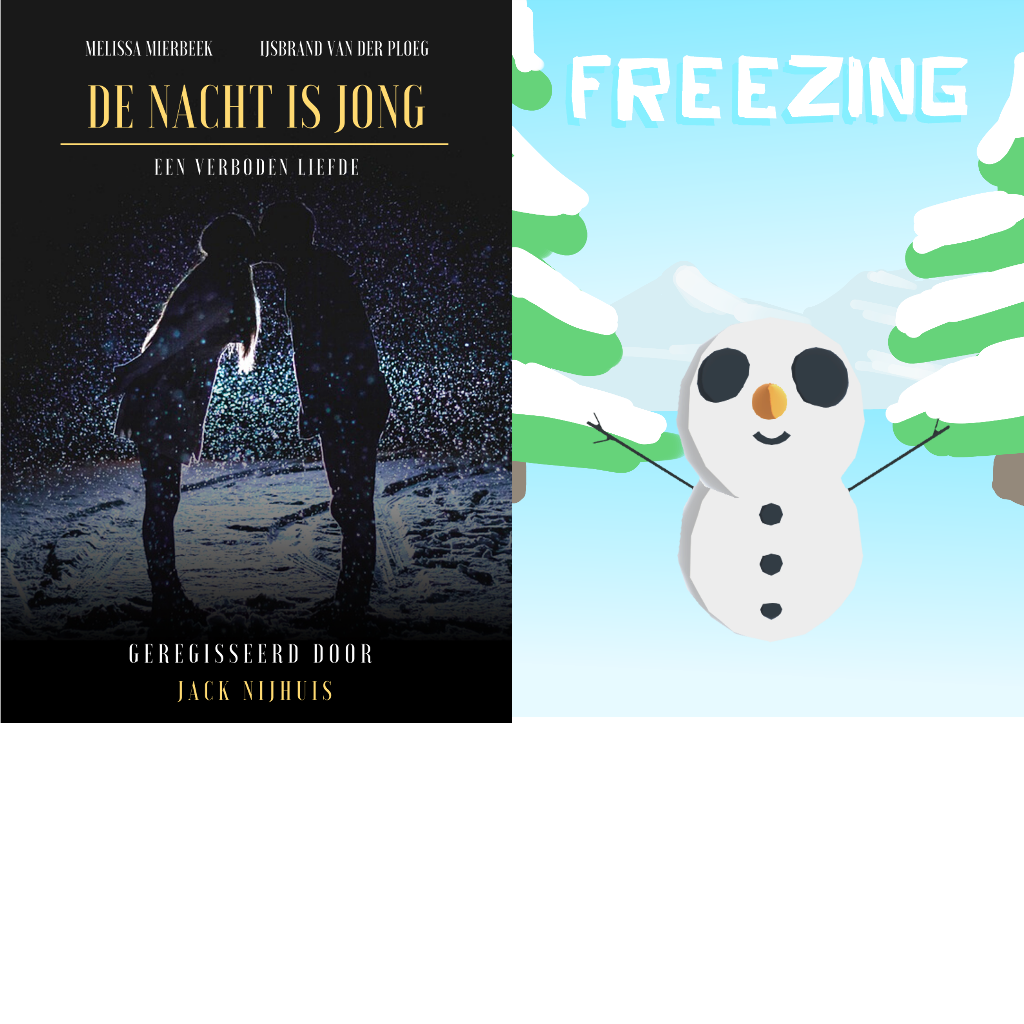 MELISSA MIERBEEK IJSBRAND VAN DER PLOEG
DE NACHT IS JONG
EEN VERBODEN LIEFDE
GEREGISSEERD DOOR
JACK NIJHUIS
FREEZING